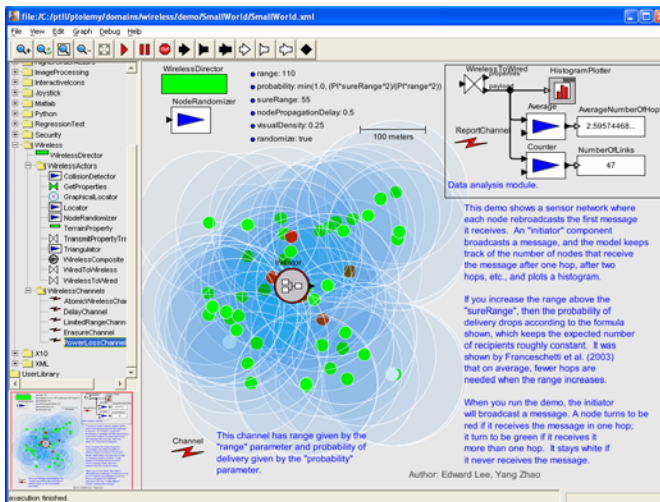 file:/C:/ptII/ptolemy/domains/wireless/demo/SmallWorld/SmallWorld.xml
File View Edit Graph Debug Help
ImageProcessing
InteractiveIcons
Joystick
Matlab
Python
RegressionTest
Security
Wireless
WirelessDirector
WirelessActors
CollisionDetector
GetProperties
GraphicalLocator
Locator
NodeRandomizer
TerrainProperty
TransmitPropertyTra
Triangulator
WirelessComposite
WiredToWireless
WirelessToWired
WirelessChannels
AtomicWirelessChan
DelayChannel
LimitedRangeChann
ErasureChannel
PowerLossChannel
X10
XML
UserLibrary
WirelessDirector
NodeRandomizer
range: 110
probability: min(1.0, (PI*sureRange^2)/(PI*range^2))
sureRange: 55
nodePropagationDelay: 0.5
visualDensity: 0.25
randomize: true
100 meters
WirelessToWired
properties
payload
HistogramPlotter
Average
AverageNumberOfHop
2.59574468...
ReportChannel
Counter
NumberOfLinks
47
Data analysis module.
This demo shows a sensor network where
each node rebroadcasts the first message
it receives. An "initiator" component
broadcasts a message, and the model keeps
track of the number of nodes that receive
the message after one hop, after two
hops, etc., and plots a histogram.
If you increase the range above the
"sureRange", then the probability of
delivery drops according to the formula
shown, which keeps the expected number
of recipients roughly constant. It was
shown by Franceschetti et al. (2003)
that on average, fewer hops are
needed when the range increases.
When you run the demo, the initiator
will broadcast a message. A node turns to be
red if it receives the message in one hop;
it turn to be green if it receives it
more than one hop. It stays white if
it never receives the message.
Initiator
Channel
This channel has range given by the
"range" parameter and probability of
delivery given by the "probability"
parameter.
Author: Edward Lee, Yang Zhao
execution finished.